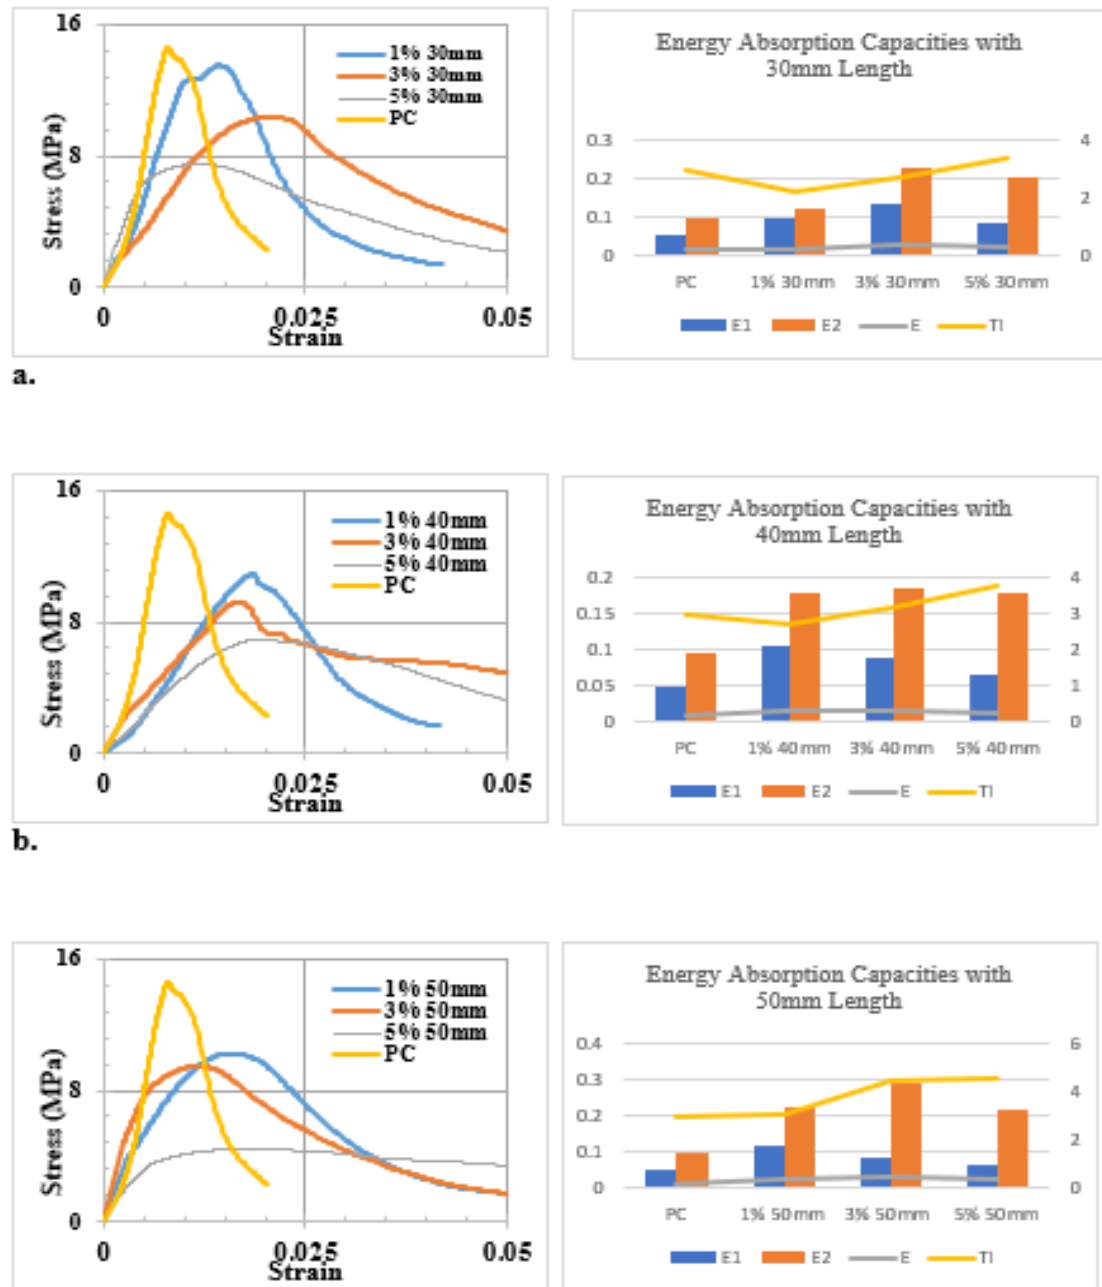 16
8
0
Stress (MPa)
1% 30mm
3% 30mm
5% 30mm
PC
0 0.025 0.05
Strain
Energy Absorption Capacities with
30mm Length
0.3
0.2
0.1
0
4
2
0
PC 1% 30mm 3% 30mm 5% 30mm
E1 E2 E TI
a.
16
8
0
Stress (MPa)
1% 40mm
3% 40mm
5% 40mm
PC
0 0.025 0.05
Strain
Energy Absorption Capacities with
40mm Length
0.2
0.15
0.1
0.05
0
4
3
2
1
0
PC 1% 40mm 3% 40mm 5% 40mm
E1 E2 E TI
b.
16
8
0
Stress (MPa)
1% 50mm
3% 50mm
5% 50mm
PC
0 0.025 0.05
Strain
Energy Absorption Capacities with
50mm Length
0.4
0.3
0.2
0.1
0
6
4
2
0
PC 1% 50mm 3% 50mm 5% 50mm
E1 E2 E TI